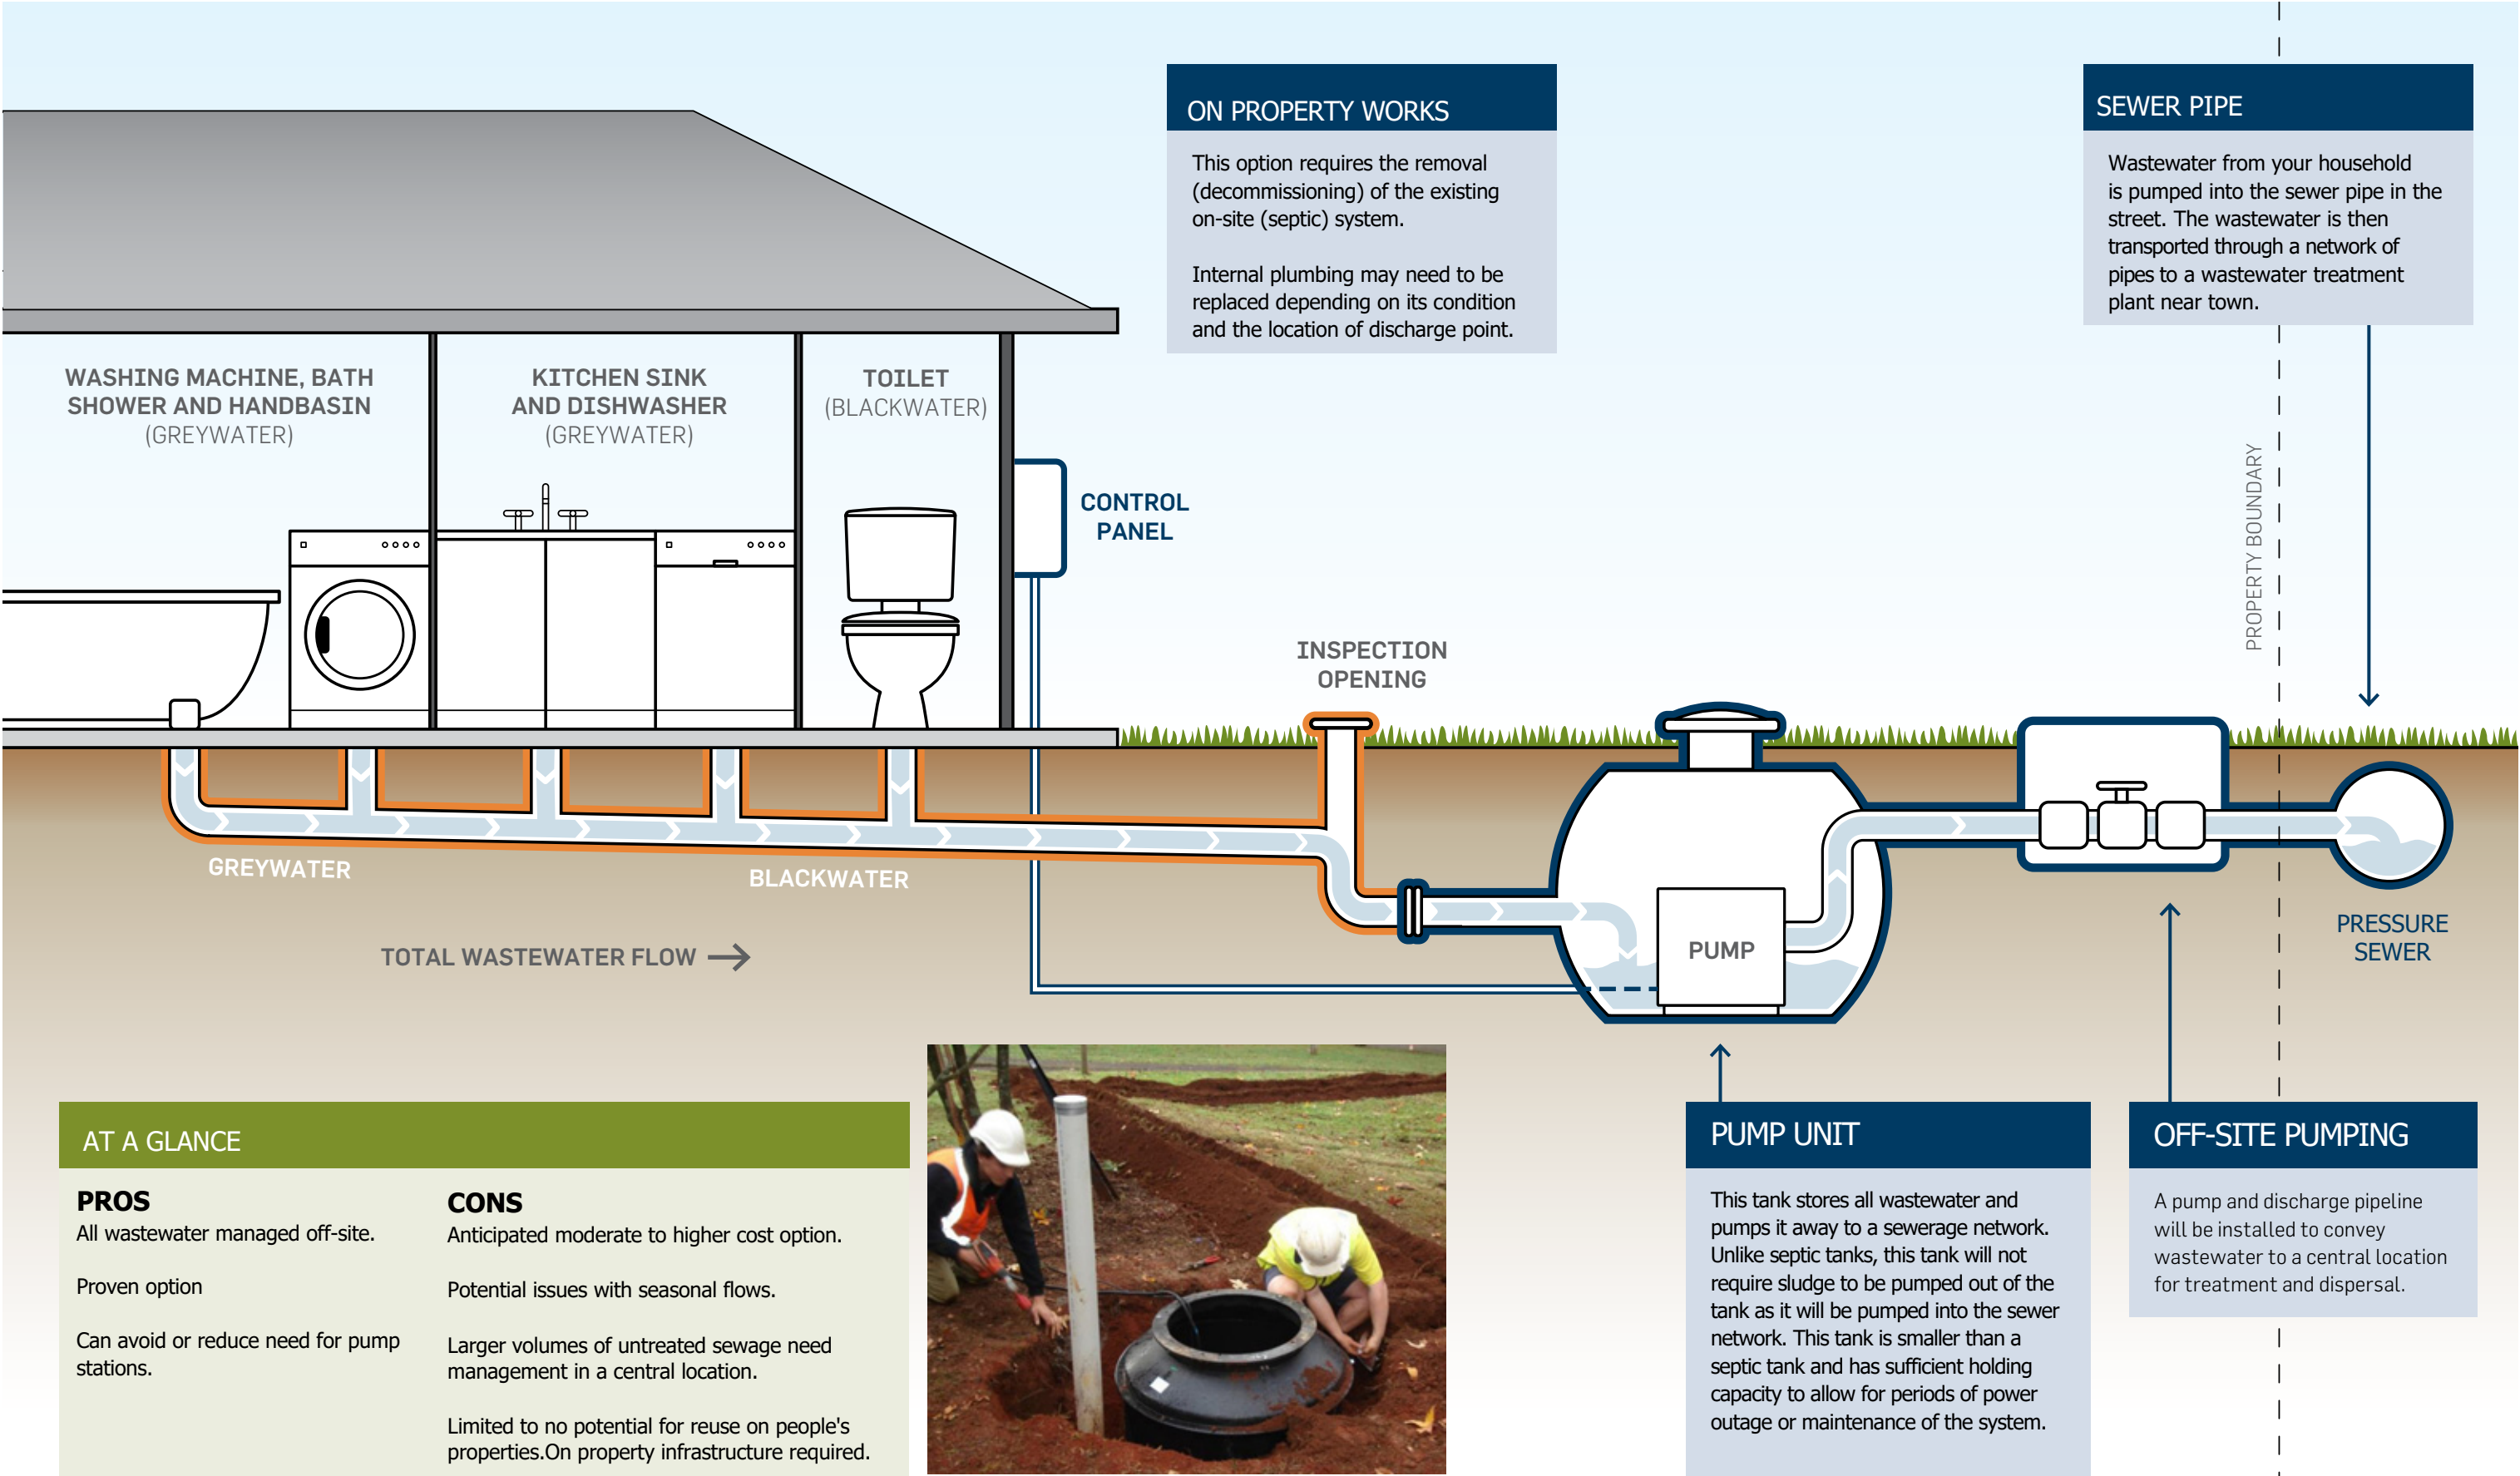 ON PROPERTY WORKS
This option requires the removal
(decommissioning) of the existing
on-site (septic) system.
Internal plumbing may need to be
replaced depending on its condition
and the location of discharge point.
SEWER PIPE
Wastewater from your household
is pumped into the sewer pipe in the
street. The wastewater is then
transported through a network of
pipes to a wastewater treatment
plant near town.
WASHING MACHINE, BATH
SHOWER AND HANDBASIN
(GREYWATER)
KITCHEN SINK
AND DISHWASHER
(GREYWATER)
TOILET
(BLACKWATER)
CONTROL
PANEL
INSPECTION
OPENING
PROPERTY BOUNDARY
GREYWATER
BLACKWATER
TOTAL WASTEWATER FLOW
PUMP
PRESSURE
SEWER
AT A GLANCE
PROS
All wastewater managed off-site.
Proven option
Can avoid or reduce need for pump
stations.
CONS
Anticipated moderate to higher cost option.
Potential issues with seasonal flows.
Larger volumes of untreated sewage need
management in a central location.
Limited to no potential for reuse on people's
properties.On property infrastructure required.
PUMP UNIT
This tank stores all wastewater and
pumps it away to a sewerage network.
Unlike septic tanks, this tank will not
require sludge to be pumped out of the
tank as it will be pumped into the sewer
network. This tank is smaller than a
septic tank and has sufficient holding
capacity to allow for periods of power
outage or maintenance of the system.
OFF-SITE PUMPING
A pump and discharge pipeline
will be installed to convey
wastewater to a central location
for treatment and dispersal.